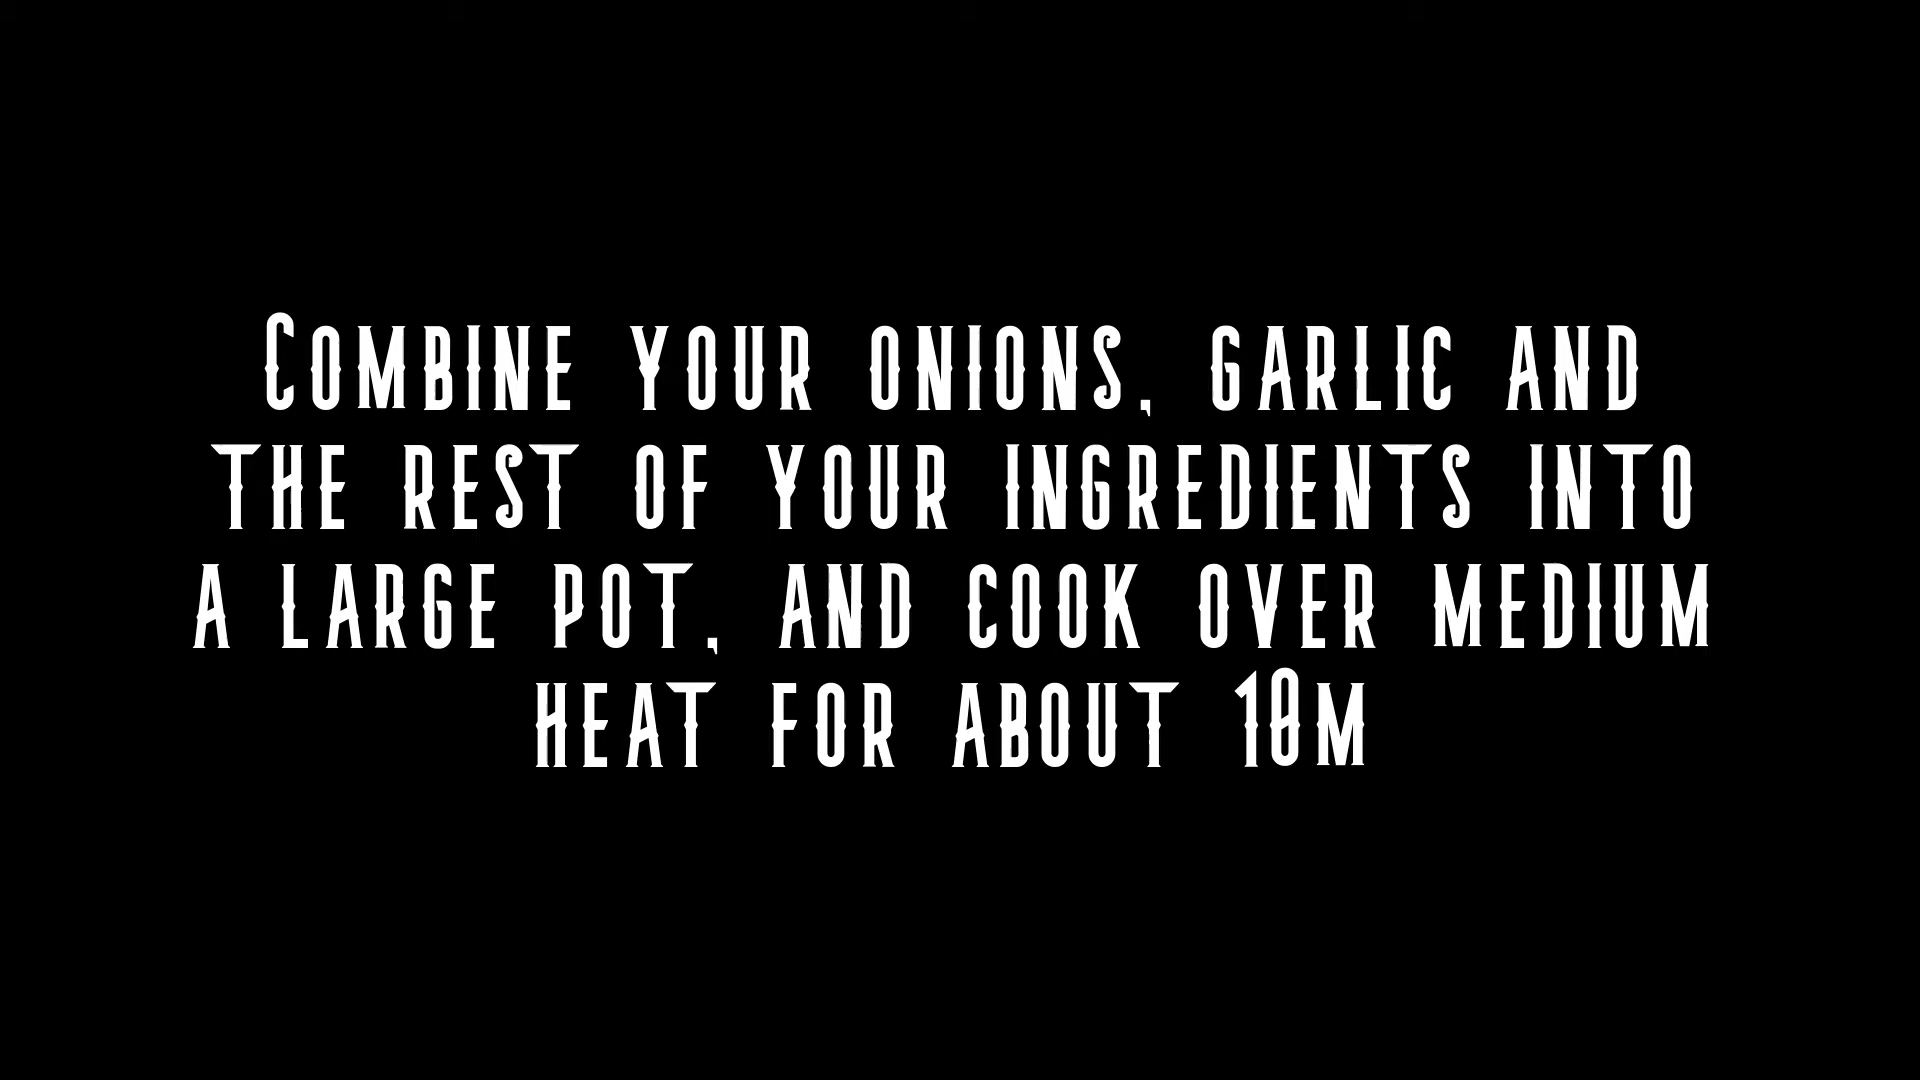 Combine your onions, garlic and
the rest of your ingredients into
a large pot, and cook over medium
heat for about 10m